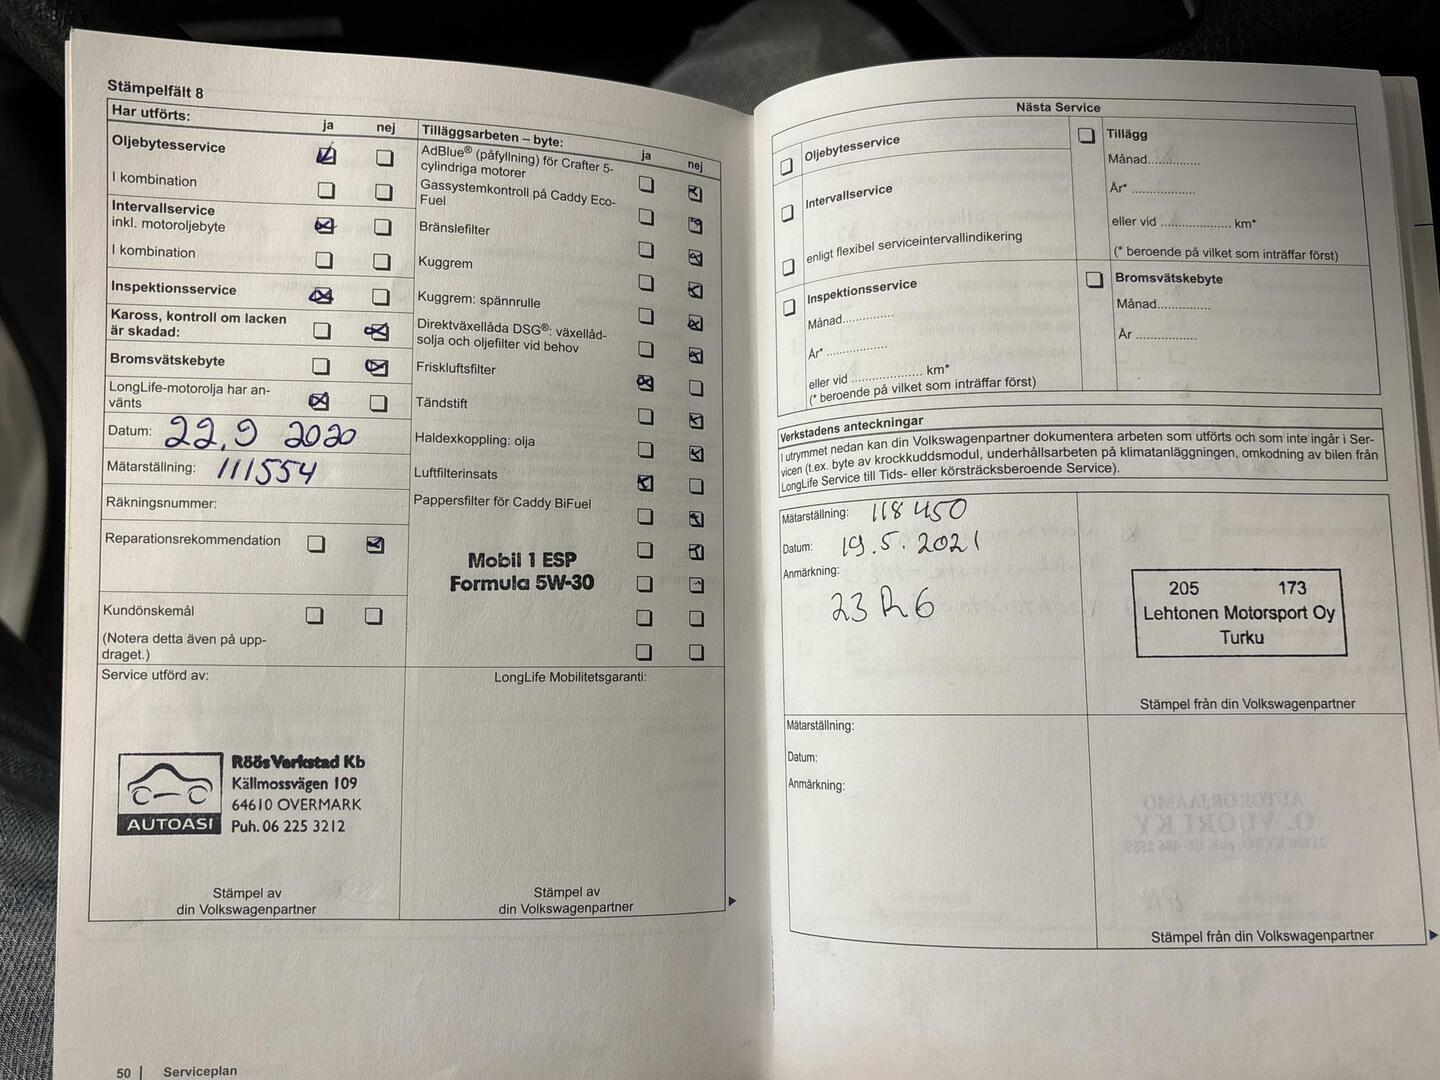 Stämpelfält 8
Har utförts:
ja
nej
Oljebytesservice
I kombination
Intervallservice
inkl. motoroljebyte
I kombination
Inspektionsservice
Kaross, kontroll om lacken
är skadad:
Bromsvätskebyte
LongLife-motorolja har an-
vänts
Datum: 22.9 2020
Mätarställning: 111554
Räkningsnummer:
Reparationsrekommendation
Kundönskemål
(Notera detta även på upp-
draget.)
Service utförd av:
AUTOASI
Röös Verkstad Kb
Källmossvägen 109
64610 OVERMARK
Puh. 06 225 3212
Stämpel av
din Volkswagenpartner
Tilläggsarbeten – byte:
ja
nej
AdBlue® (påfyllning) för Crafter 5-
cylindriga motorer
Gassystemkontroll på Caddy Eco-
Fuel
Bränslefilter
Kuggrem
Kuggrem: spännrulle
Direktväxellåda DSG®: växellåd-
solja och oljefilter vid behov
Friskluftsfilter
Tändstift
Haldexkoppling: olja
Luftfilterinsats
Pappersfilter för Caddy BiFuel
Mobil 1 ESP
Formula 5W-30
LongLife Mobilitetsgaranti:
Stämpel av
din Volkswagenpartner
50 | Serviceplan
Nästa Service
Oljebytesservice
Intervallservice
enligt flexibel serviceintervallindikering
Inspektionsservice
Månad..............
År* ................
eller vid ................... km*
(* beroende på vilket som inträffar först)
Tillägg
Månad..............
År* .................
eller vid ................... km*
(* beroende på vilket som inträffar först)
Bromsvätskebyte
Månad..............
År ................
Verkstadens anteckningar
I utrymmet nedan kan din Volkswagenpartner dokumentera arbeten som utförts och som inte ingår i Ser-
vicen (t.ex. byte av krockkuddsmodul, underhållsarbeten på klimatanläggningen, omkodning av bilen från
LongLife Service till Tids- eller körsträcksberoende Service).
Mätarställning: 118450
Datum: 19.5.2021
Anmärkning:
23 R6
205 173
Lehtonen Motorsport Oy
Turku
Stämpel från din Volkswagenpartner
Mätarställning:
Datum:
Anmärkning:
Stämpel från din Volkswagenpartner